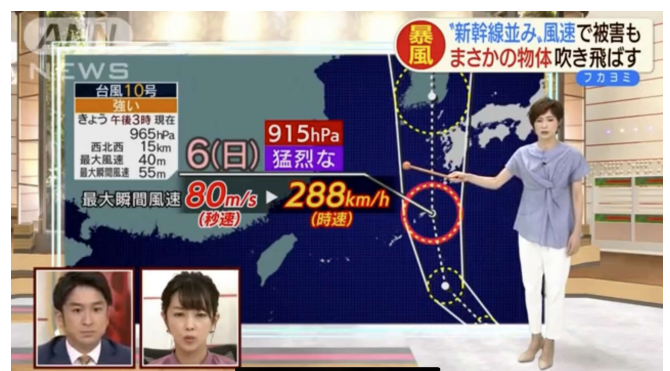 ANN
NEWS
暴風
〝新幹線並み〟風速で被害も
まさかの物体 吹き飛ばす
フカヨミ
台風10号
強い
きょう 午後3時 現在
965hPa
西北西 15km
最大風速 40m
最大瞬間風速 55m
6(日)
915hPa
猛烈な
最大瞬間風速 80m/s ▶ 288km/h
(秒速) (時速)